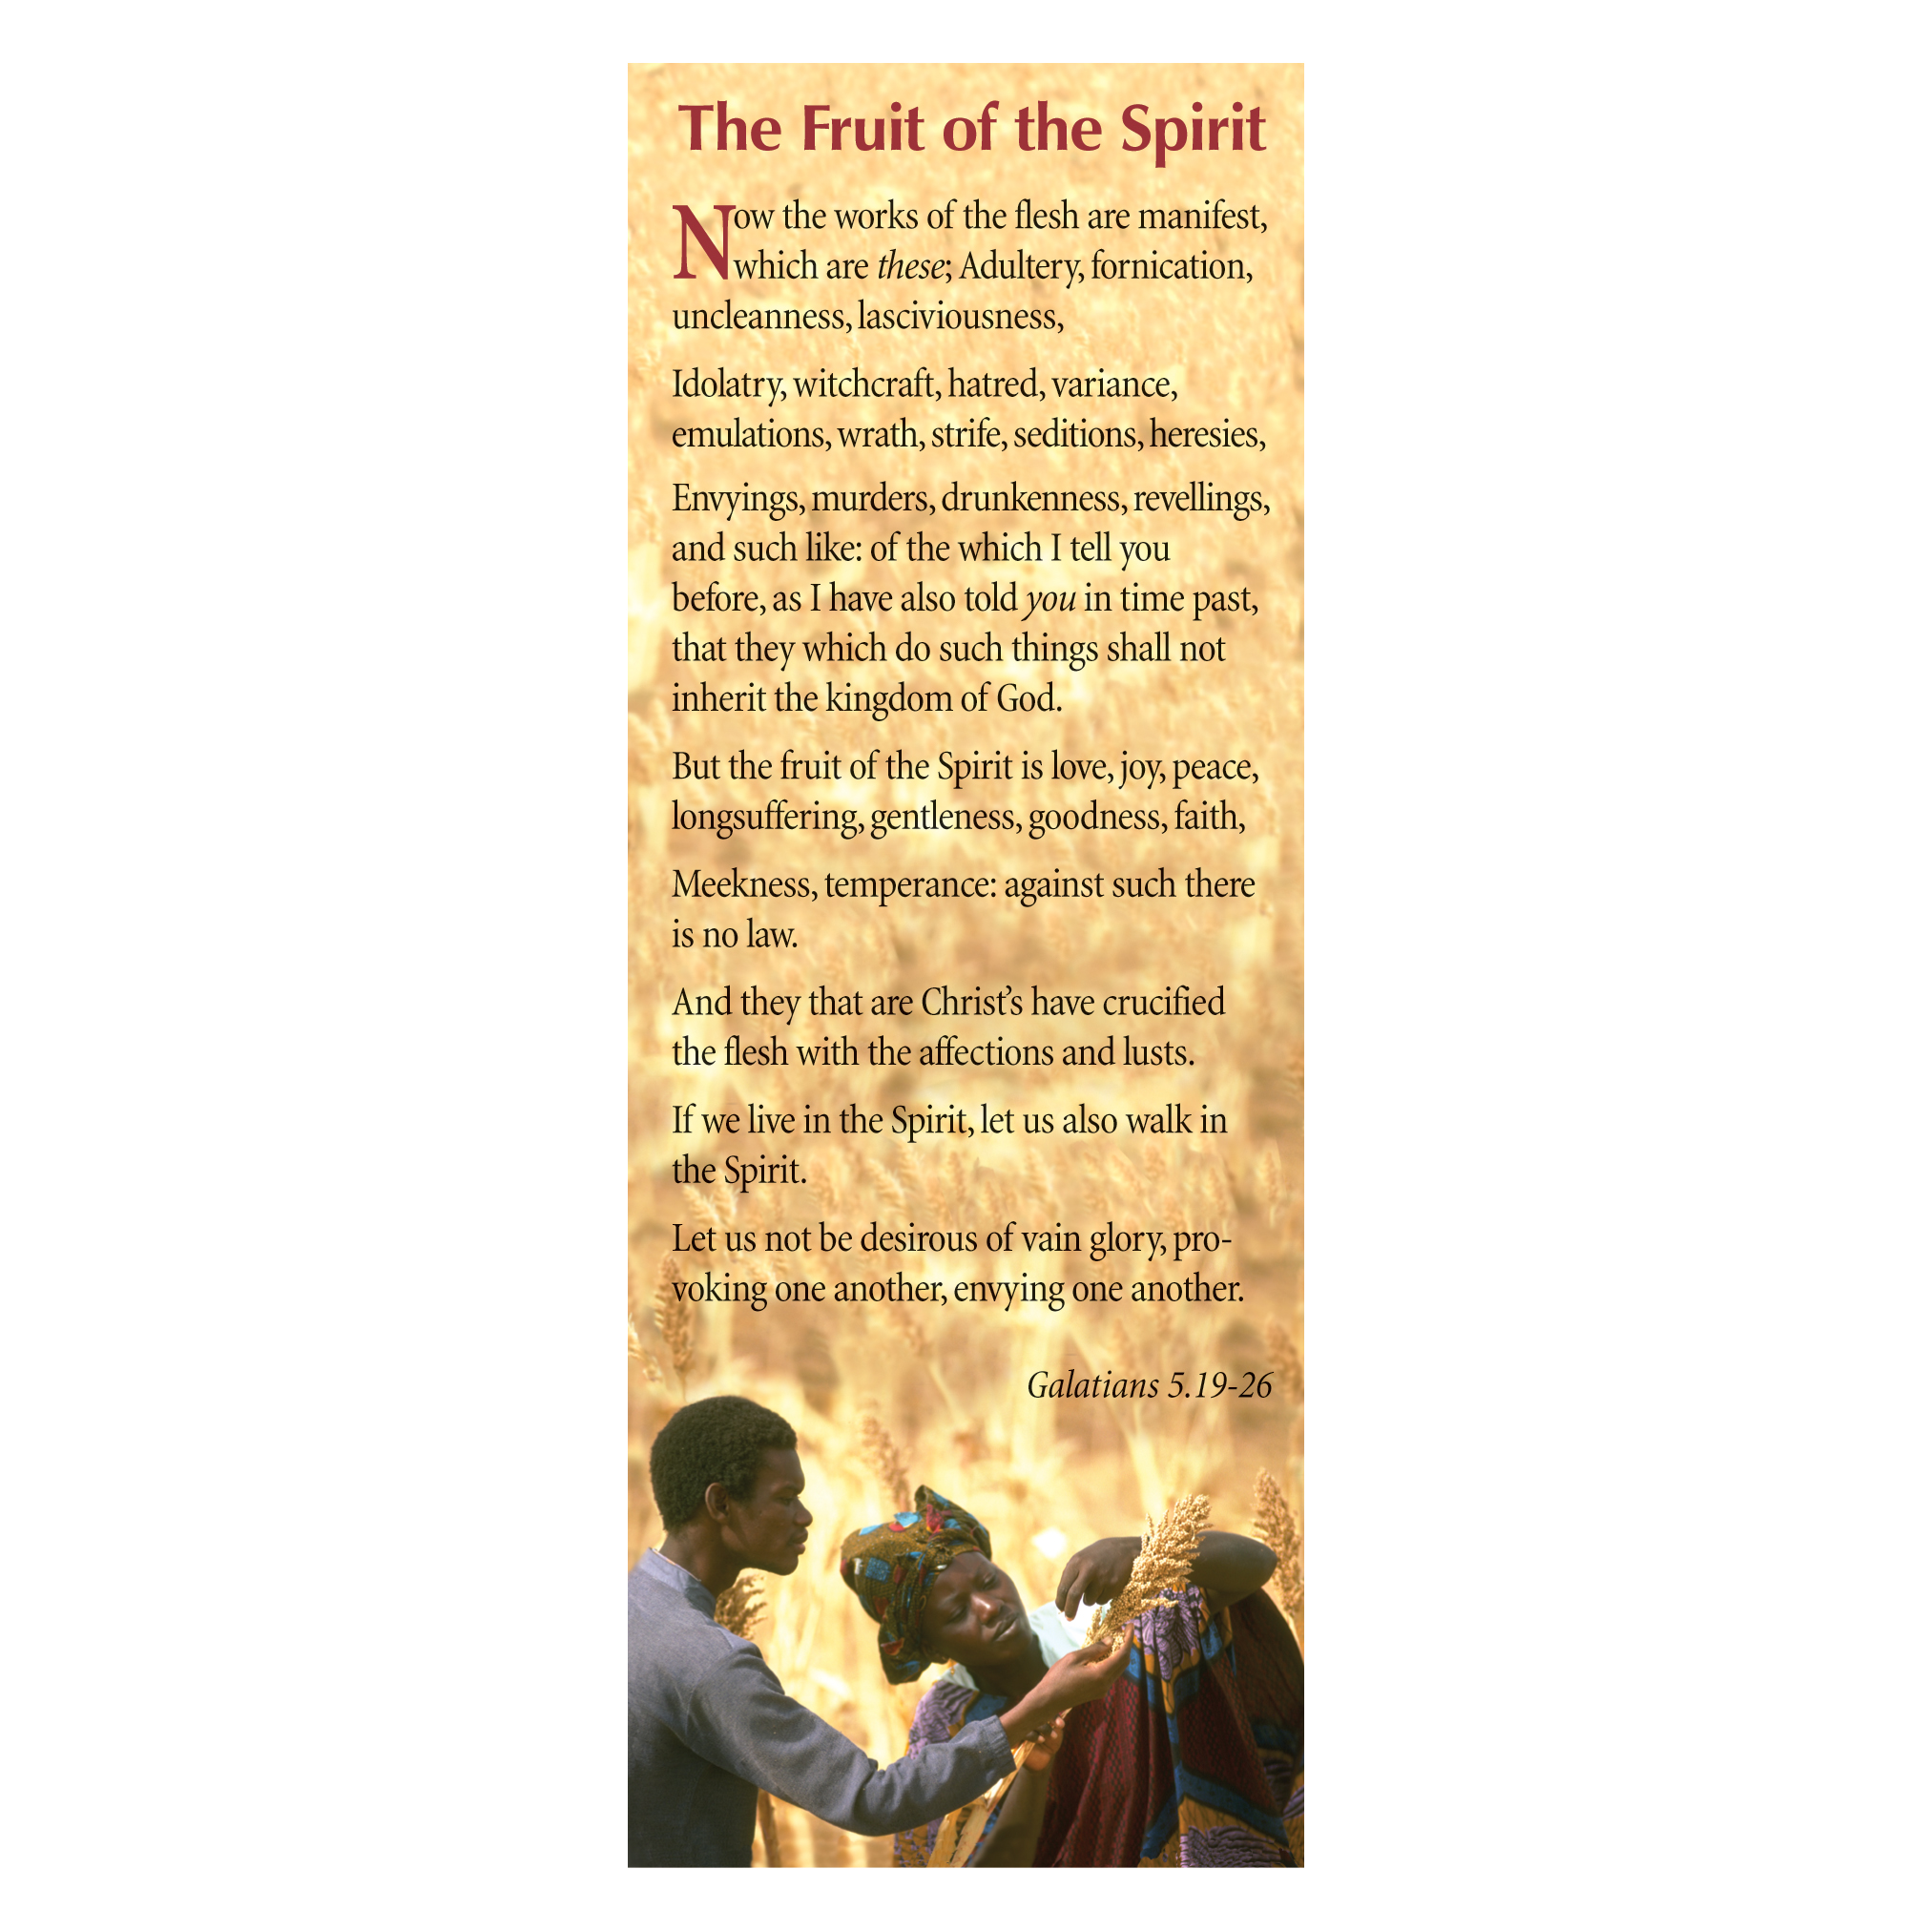 The Fruit of the Spirit
Now the works of the flesh are manifest,
which are these; Adultery, fornication,
uncleanness, lasciviousness,
Idolatry, witchcraft, hatred, variance,
emulations, wrath, strife, seditions, heresies,
Envyings, murders, drunkenness, revellings,
and such like: of the which I tell you
before, as I have also told you in time past,
that they which do such things shall not
inherit the kingdom of God.
But the fruit of the Spirit is love, joy, peace,
longsuffering, gentleness, goodness, faith,
Meekness, temperance: against such there
is no law.
And they that are Christ’s have crucified
the flesh with the affections and lusts.
If we live in the Spirit, let us also walk in
the Spirit.
Let us not be desirous of vain glory, pro-
voking one another, envying one another.
Galatians 5.19-26